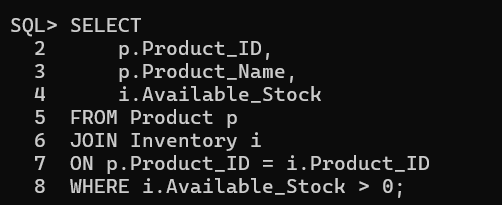 SQL> SELECT
  2      p.Product_ID,
  3      p.Product_Name,
  4      i.Available_Stock
  5  FROM Product p
  6  JOIN Inventory i
  7  ON p.Product_ID = i.Product_ID
  8  WHERE i.Available_Stock > 0;